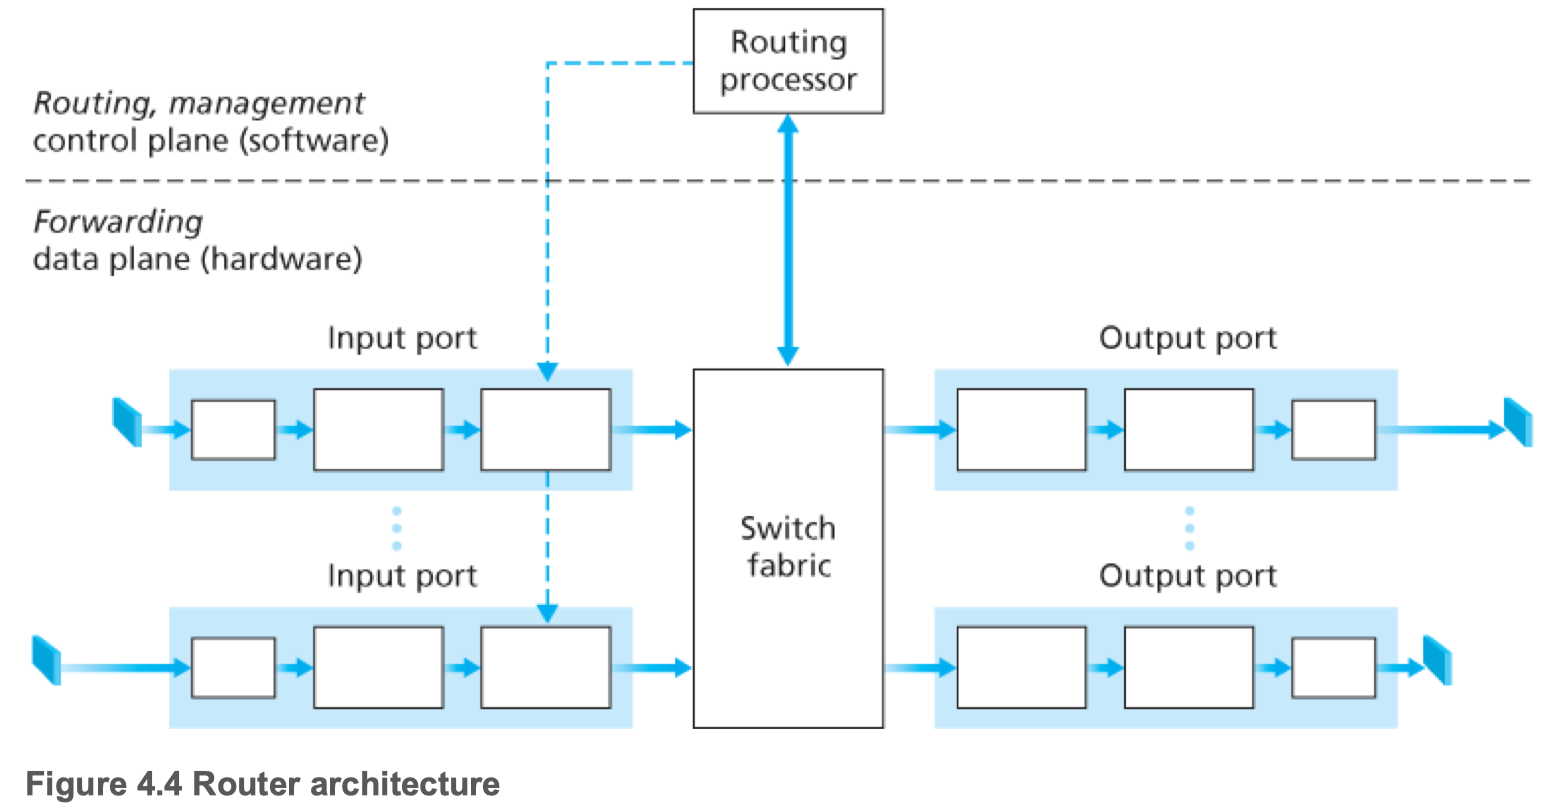 Routing
processor
Routing, management
control plane (software)
Forwarding
data plane (hardware)
Input port
Output port
Switch
fabric
Input port
Output port
Figure 4.4 Router architecture